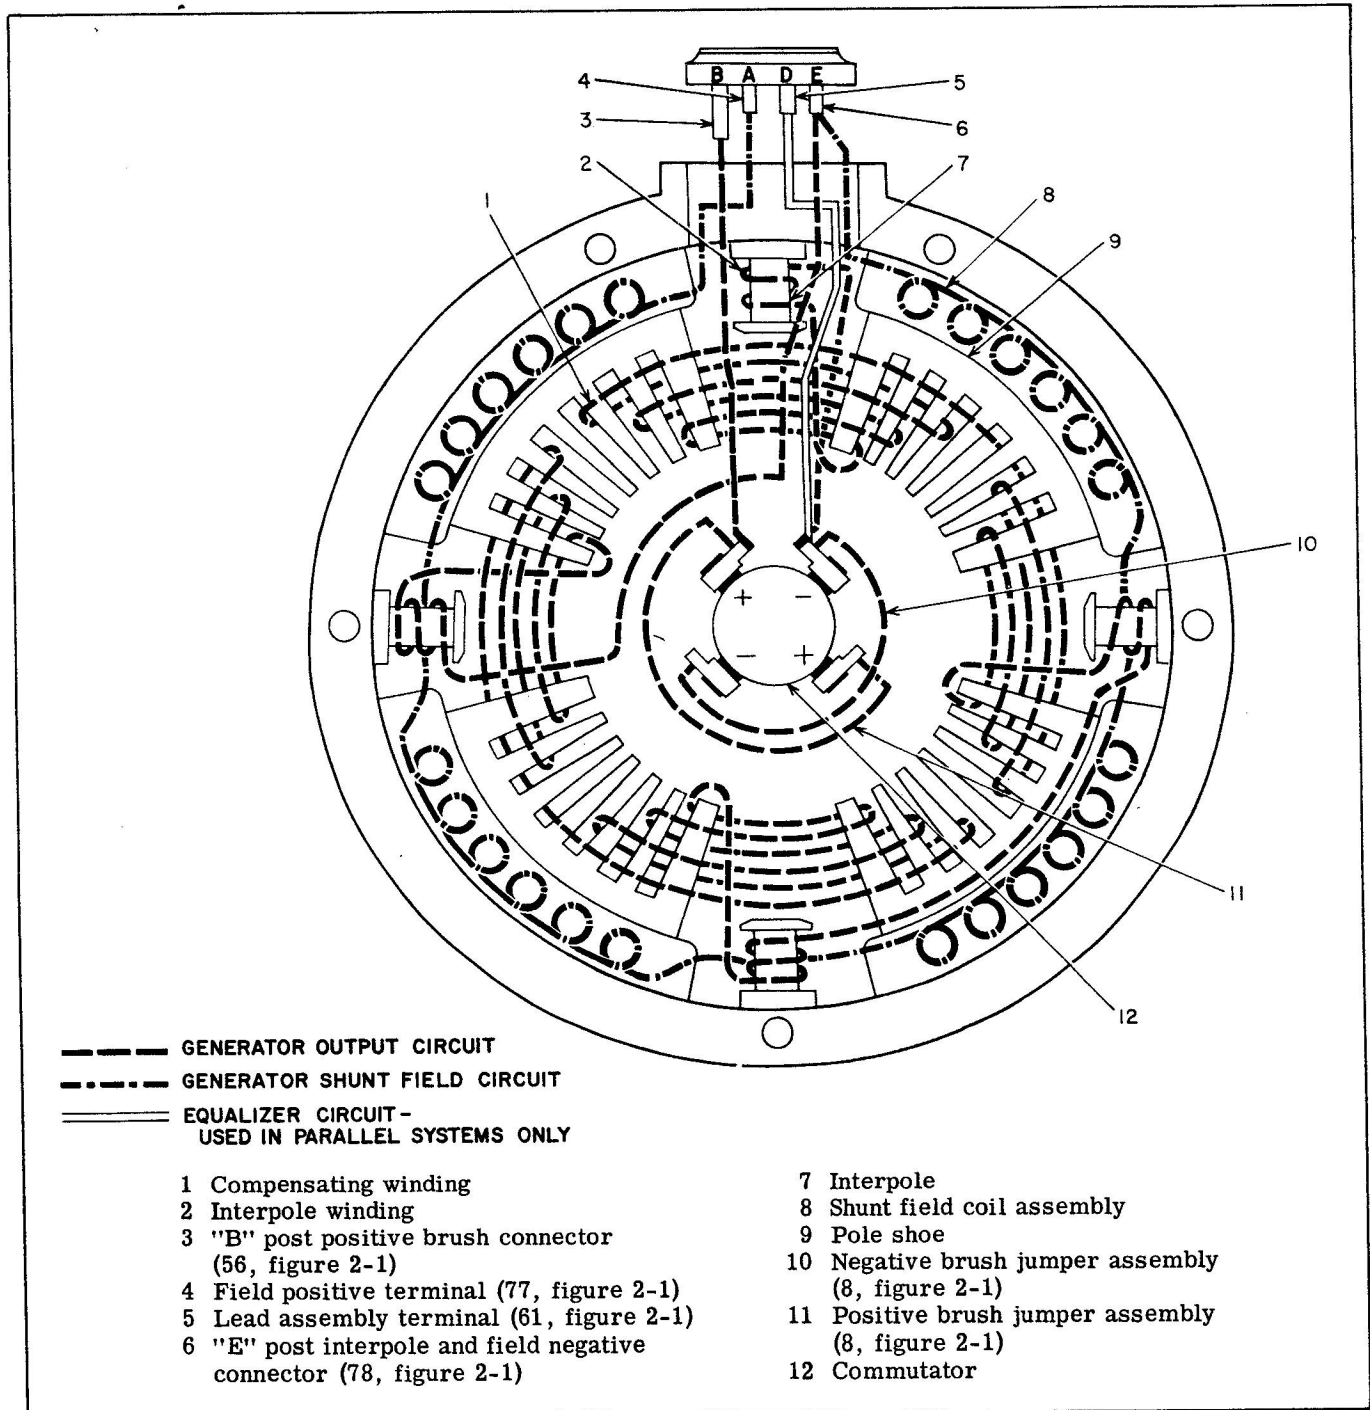 B A D E
4
5
3
6
2
7
1
8
9
10
+ −
− +
11
12
GENERATOR OUTPUT CIRCUIT
GENERATOR SHUNT FIELD CIRCUIT
EQUALIZER CIRCUIT-
USED IN PARALLEL SYSTEMS ONLY
1 Compensating winding
2 Interpole winding
3 "B" post positive brush connector
(56, figure 2-1)
4 Field positive terminal (77, figure 2-1)
5 Lead assembly terminal (61, figure 2-1)
6 "E" post interpole and field negative
connector (78, figure 2-1)
7 Interpole
8 Shunt field coil assembly
9 Pole shoe
10 Negative brush jumper assembly
(8, figure 2-1)
11 Positive brush jumper assembly
(8, figure 2-1)
12 Commutator